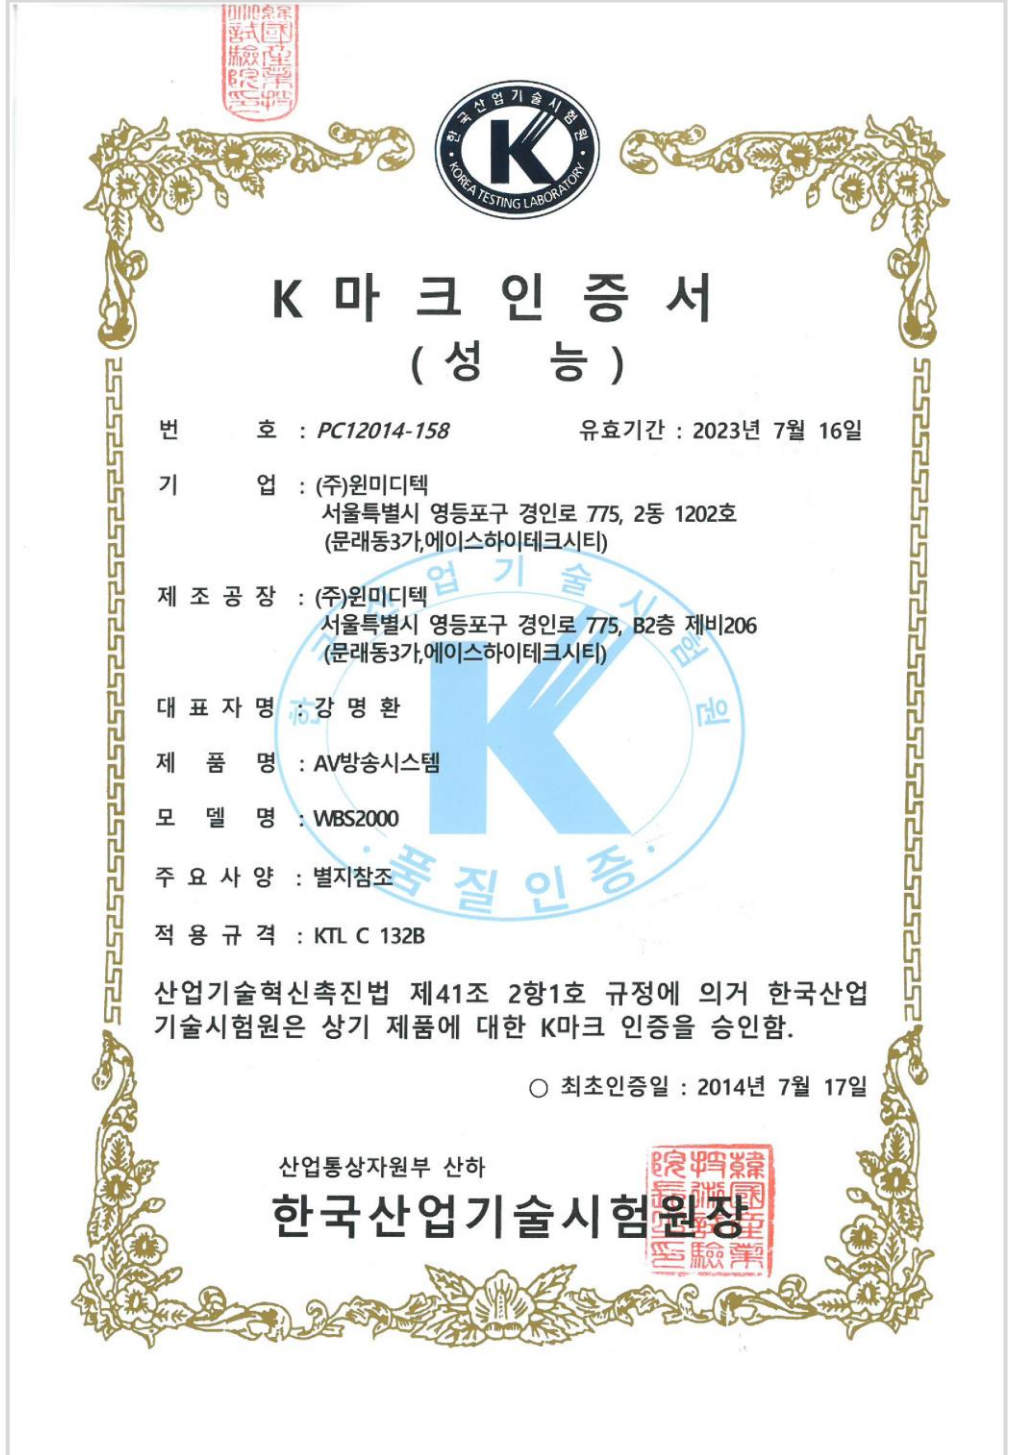 한국산업기술시험원
KOREA TESTING LABORATORY
K
K 마 크 인 증 서
( 성 능 )
번 호 : PC12014-158 유효기간 : 2023년 7월 16일
기 업 : (주)윈미디텍
서울특별시 영등포구 경인로 775, 2동 1202호
(문래동3가,에이스하이테크시티)
제 조 공 장 : (주)윈미디텍
서울특별시 영등포구 경인로 775, B2층 제비206
(문래동3가,에이스하이테크시티)
대 표 자 명 : 강 명 환
제 품 명 : AV방송시스템
모 델 명 : WBS2000
주 요 사 양 : 별지참조
적 용 규 격 : KTL C 132B
한국산업기술시험원
K
품질인증
산업기술혁신촉진법 제41조 2항1호 규정에 의거 한국산업
기술시험원은 상기 제품에 대한 K마크 인증을 승인함.
○ 최초인증일 : 2014년 7월 17일
산업통상자원부 산하
한국산업기술시험원장